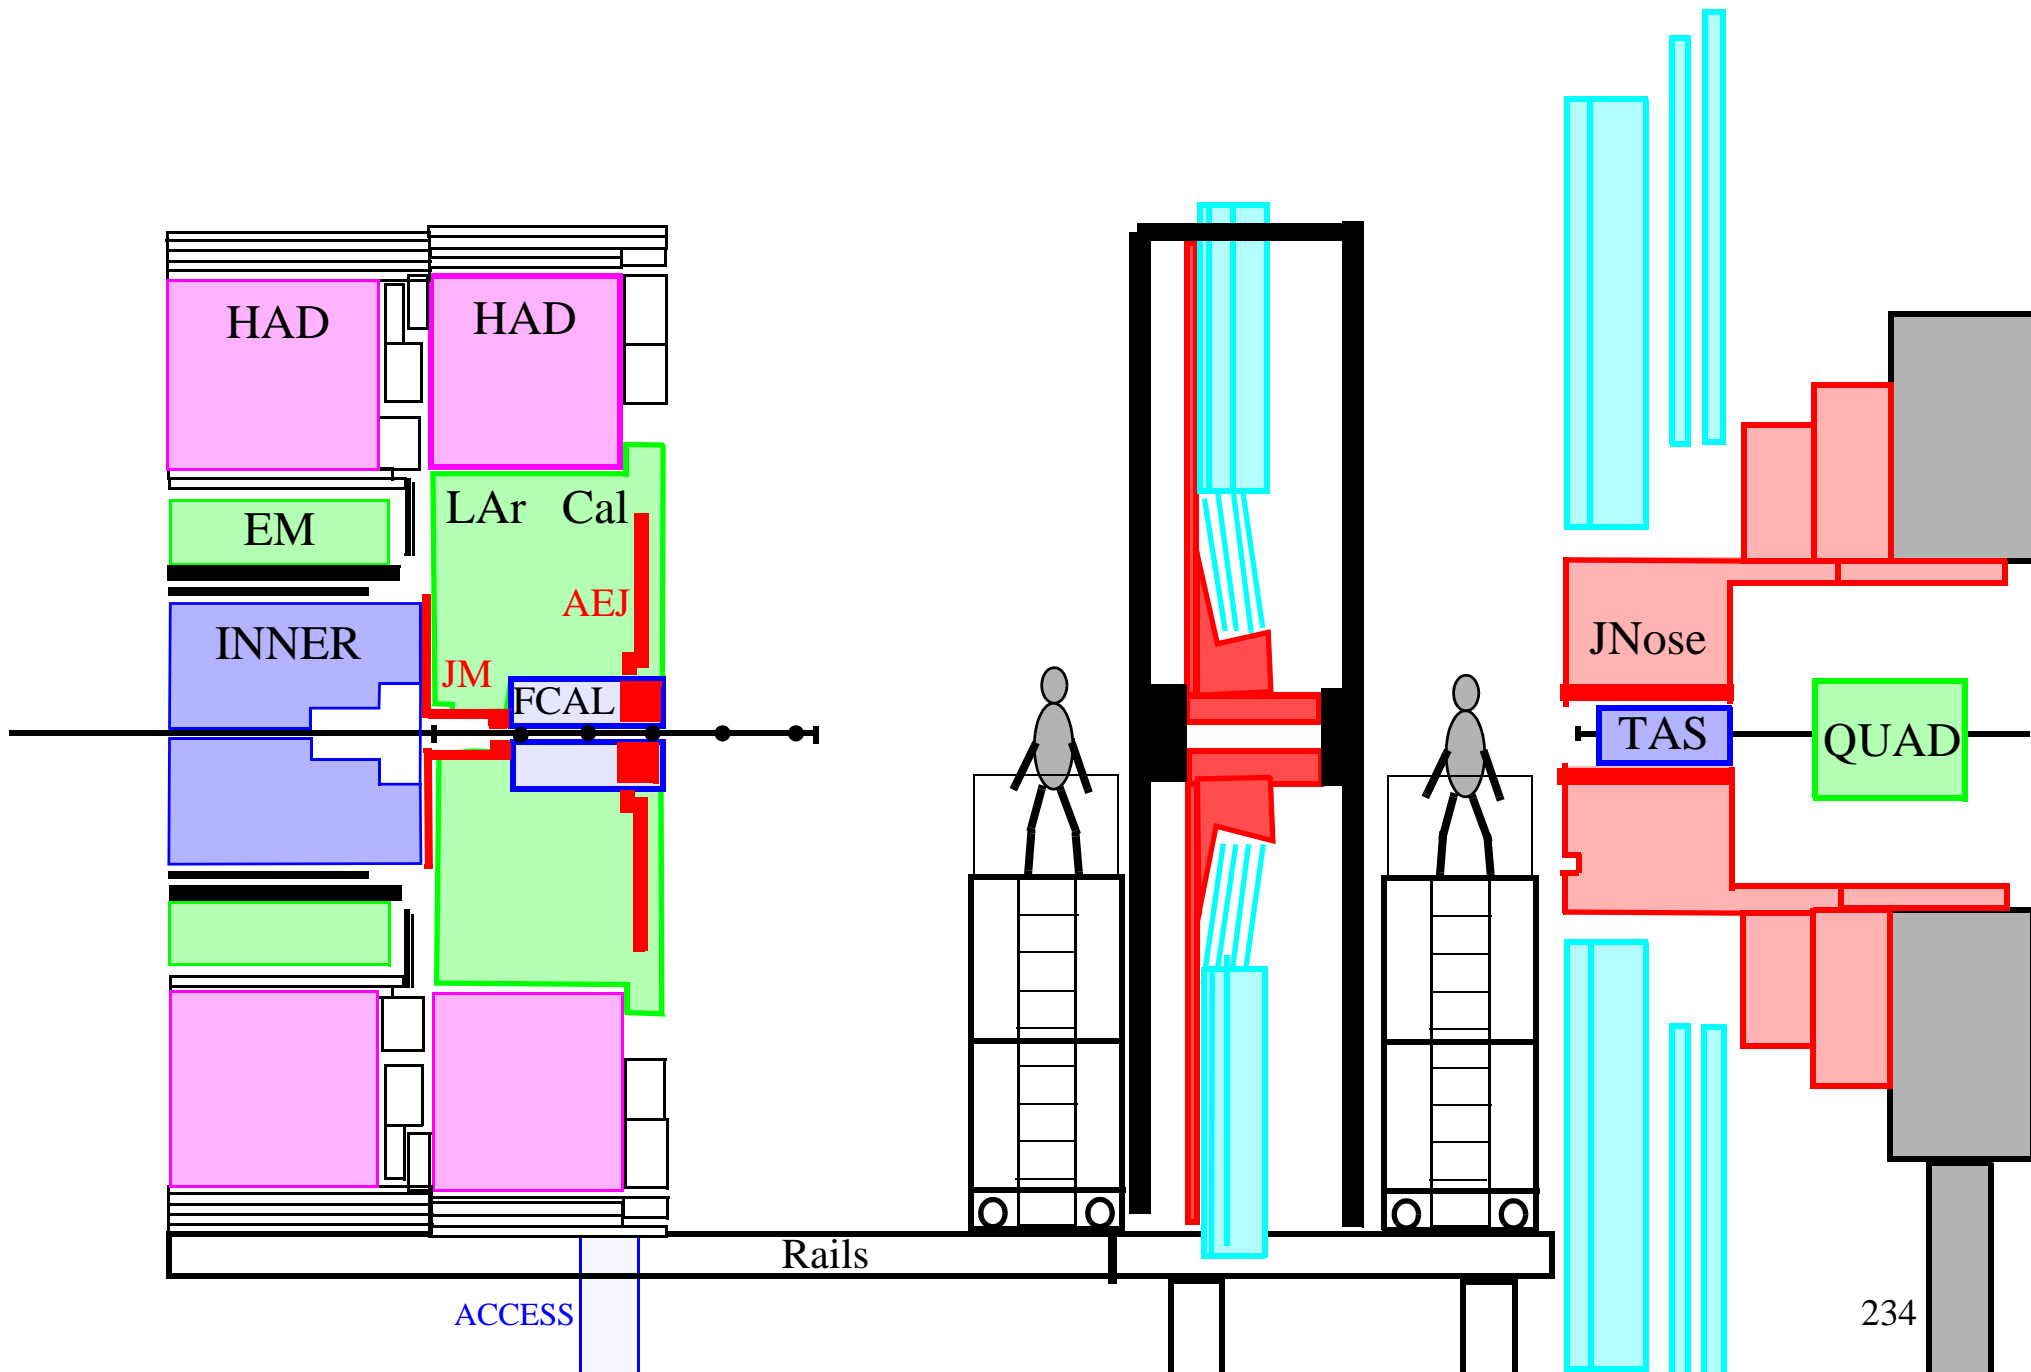 HAD HAD
LAr Cal
EM
AEJ
INNER
JNose
JM
FCAL
TAS
QUAD
Rails
ACCESS
234